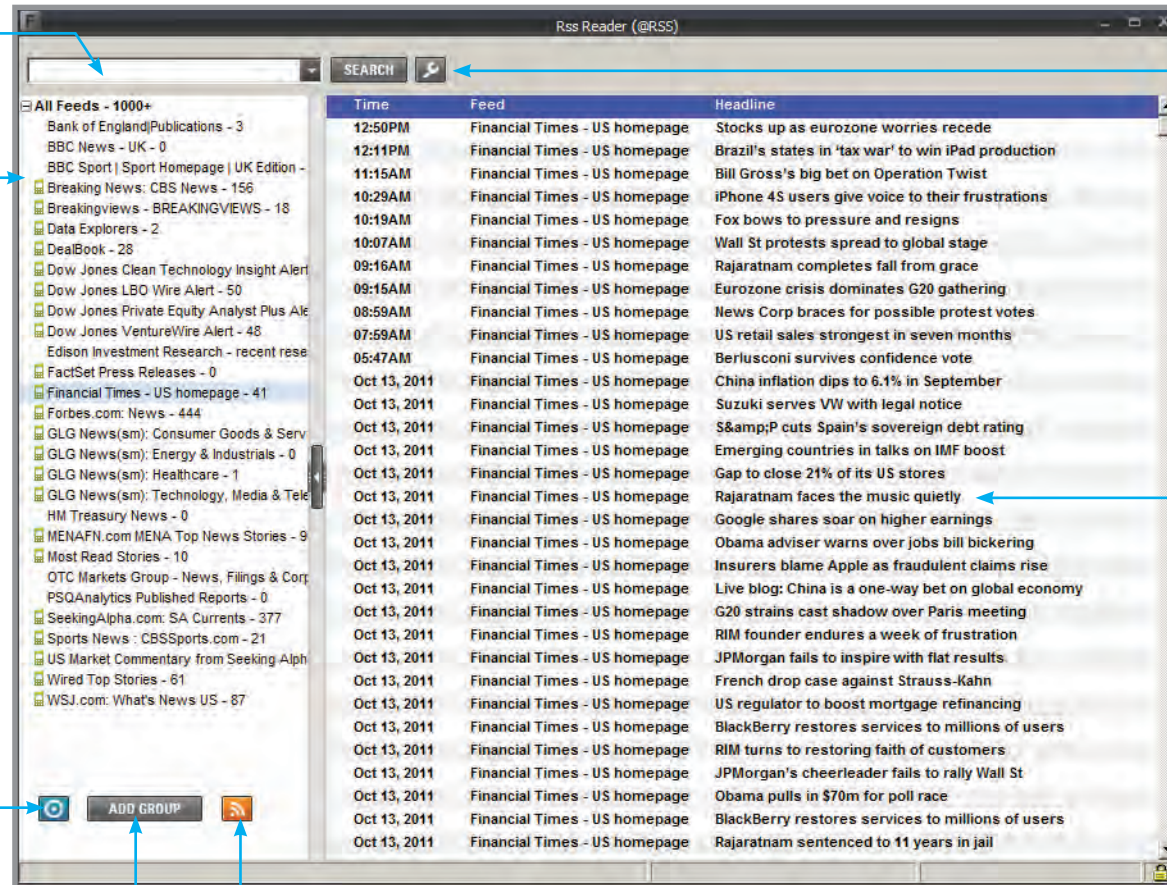 F
Rss Reader (@RSS)
SEARCH
All Feeds - 1000+
Bank of England|Publications - 3
BBC News - UK - 0
BBC Sport | Sport Homepage | UK Edition -
Breaking News: CBS News - 156
Breakingviews - BREAKINGVIEWS - 18
Data Explorers - 2
DealBook - 28
Dow Jones Clean Technology Insight Alert
Dow Jones LBO Wire Alert - 50
Dow Jones Private Equity Analyst Plus Ale
Dow Jones VentureWire Alert - 48
Edison Investment Research - recent rese
FactSet Press Releases - 0
Financial Times - US homepage - 41
Forbes.com: News - 444
GLG News(sm): Consumer Goods & Serv
GLG News(sm): Energy & Industrials - 0
GLG News(sm): Healthcare - 1
GLG News(sm): Technology, Media & Tele
HM Treasury News - 0
MENAFN.com MENA Top News Stories - 9
Most Read Stories - 10
OTC Markets Group - News, Filings & Corp
PSQAnalytics Published Reports - 0
SeekingAlpha.com: SA Currents - 377
Sports News : CBSSports.com - 21
US Market Commentary from Seeking Alph
Wired Top Stories - 61
WSJ.com: What's News US - 87
ADD GROUP
Time Feed Headline
12:50PM Financial Times - US homepage Stocks up as eurozone worries recede
12:11PM Financial Times - US homepage Brazil's states in 'tax war' to win iPad production
11:15AM Financial Times - US homepage Bill Gross's big bet on Operation Twist
10:29AM Financial Times - US homepage iPhone 4S users give voice to their frustrations
10:19AM Financial Times - US homepage Fox bows to pressure and resigns
10:07AM Financial Times - US homepage Wall St protests spread to global stage
09:16AM Financial Times - US homepage Rajaratnam completes fall from grace
09:15AM Financial Times - US homepage Eurozone crisis dominates G20 gathering
08:59AM Financial Times - US homepage News Corp braces for possible protest votes
07:59AM Financial Times - US homepage US retail sales strongest in seven months
05:47AM Financial Times - US homepage Berlusconi survives confidence vote
Oct 13, 2011 Financial Times - US homepage China inflation dips to 6.1% in September
Oct 13, 2011 Financial Times - US homepage Suzuki serves VW with legal notice
Oct 13, 2011 Financial Times - US homepage S&amp;P cuts Spain's sovereign debt rating
Oct 13, 2011 Financial Times - US homepage Emerging countries in talks on IMF boost
Oct 13, 2011 Financial Times - US homepage Gap to close 21% of its US stores
Oct 13, 2011 Financial Times - US homepage Rajaratnam faces the music quietly
Oct 13, 2011 Financial Times - US homepage Google shares soar on higher earnings
Oct 13, 2011 Financial Times - US homepage Obama adviser warns over jobs bill bickering
Oct 13, 2011 Financial Times - US homepage Insurers blame Apple as fraudulent claims rise
Oct 13, 2011 Financial Times - US homepage Live blog: China is a one-way bet on global economy
Oct 13, 2011 Financial Times - US homepage G20 strains cast shadow over Paris meeting
Oct 13, 2011 Financial Times - US homepage RIM founder endures a week of frustration
Oct 13, 2011 Financial Times - US homepage JPMorgan fails to inspire with flat results
Oct 13, 2011 Financial Times - US homepage French drop case against Strauss-Kahn
Oct 13, 2011 Financial Times - US homepage US regulator to boost mortgage refinancing
Oct 13, 2011 Financial Times - US homepage BlackBerry restores services to millions of users
Oct 13, 2011 Financial Times - US homepage RIM turns to restoring faith of customers
Oct 13, 2011 Financial Times - US homepage JPMorgan's cheerleader fails to rally Wall St
Oct 13, 2011 Financial Times - US homepage Obama pulls in $70m for poll race
Oct 13, 2011 Financial Times - US homepage BlackBerry restores services to millions of users
Oct 13, 2011 Financial Times - US homepage Rajaratnam sentenced to 11 years in jail